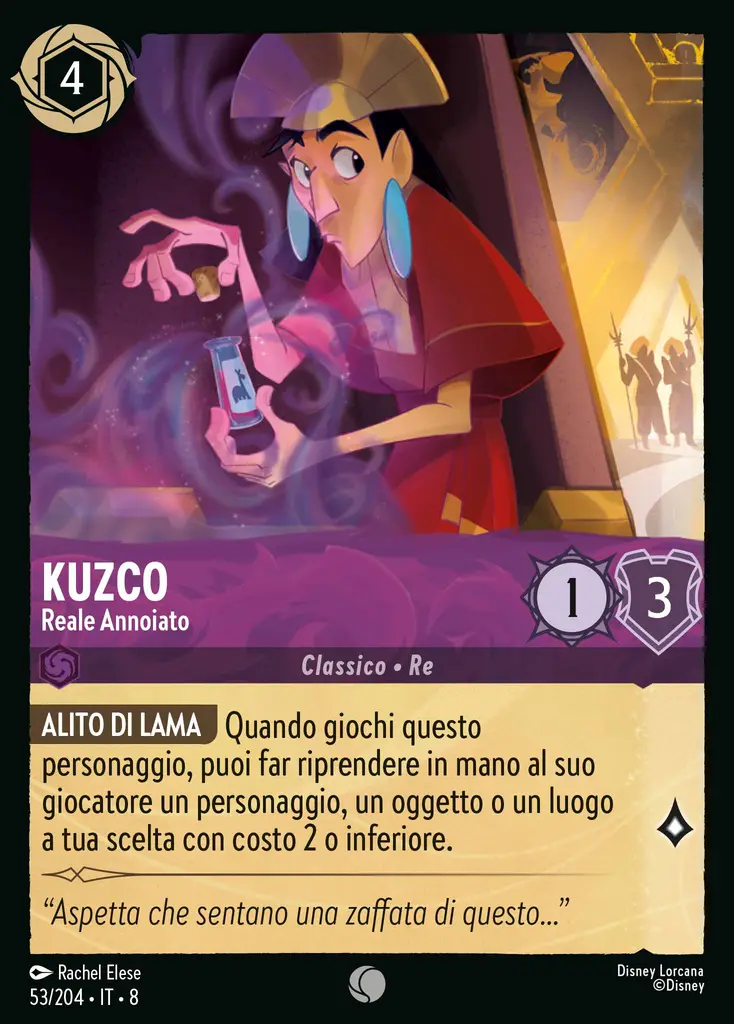 4
KUZCO
Reale Annoiato
1
3
Classico • Re
ALITO DI LAMA Quando giochi questo
personaggio, puoi far riprendere in mano al suo
giocatore un personaggio, un oggetto o un luogo
a tua scelta con costo 2 o inferiore.
“Aspetta che sentano una zaffata di questo...”
Rachel Elese
53/204 • IT • 8
Disney Lorcana
©Disney